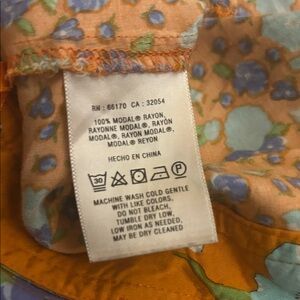 RN : 66170 CA : 32054
100% MODAL® RAYON,
RAYONNE MODAL®, RAYON
MODAL®, RAYON MODAL®,
MODAL® REYON
HECHO EN CHINA
30
MACHINE WASH COLD GENTLE
WITH LIKE COLORS,
DO NOT BLEACH,
TUMBLE DRY LOW,
LOW IRON AS NEEDED,
MAY BE DRY CLEANED